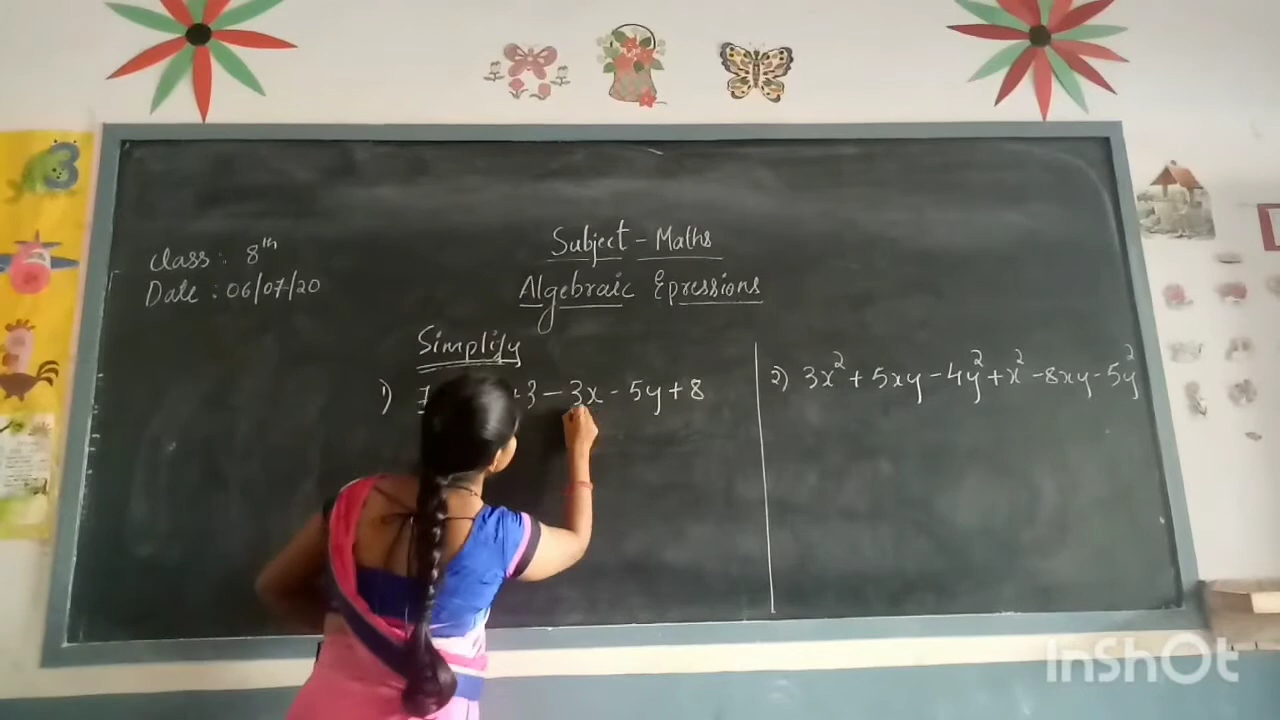 Class : 8th
Date : 06/07/20
Subject - Maths
Algebraic Epressions
Simplify
1) +3 - 3x - 5y + 8
2) 3x² + 5xy - 4y² + x² - 8xy - 5y²
InShOt